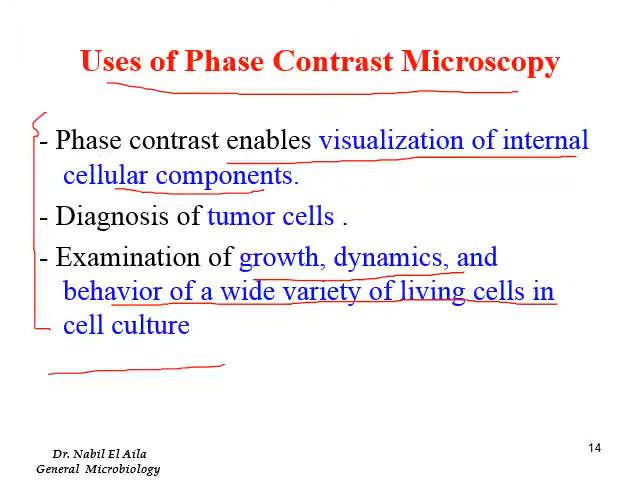 Uses of Phase Contrast Microscopy
- Phase contrast enables visualization of internal
cellular components.
- Diagnosis of tumor cells .
- Examination of growth, dynamics, and
behavior of a wide variety of living cells in
cell culture
Dr. Nabil El Aila
General Microbiology
14